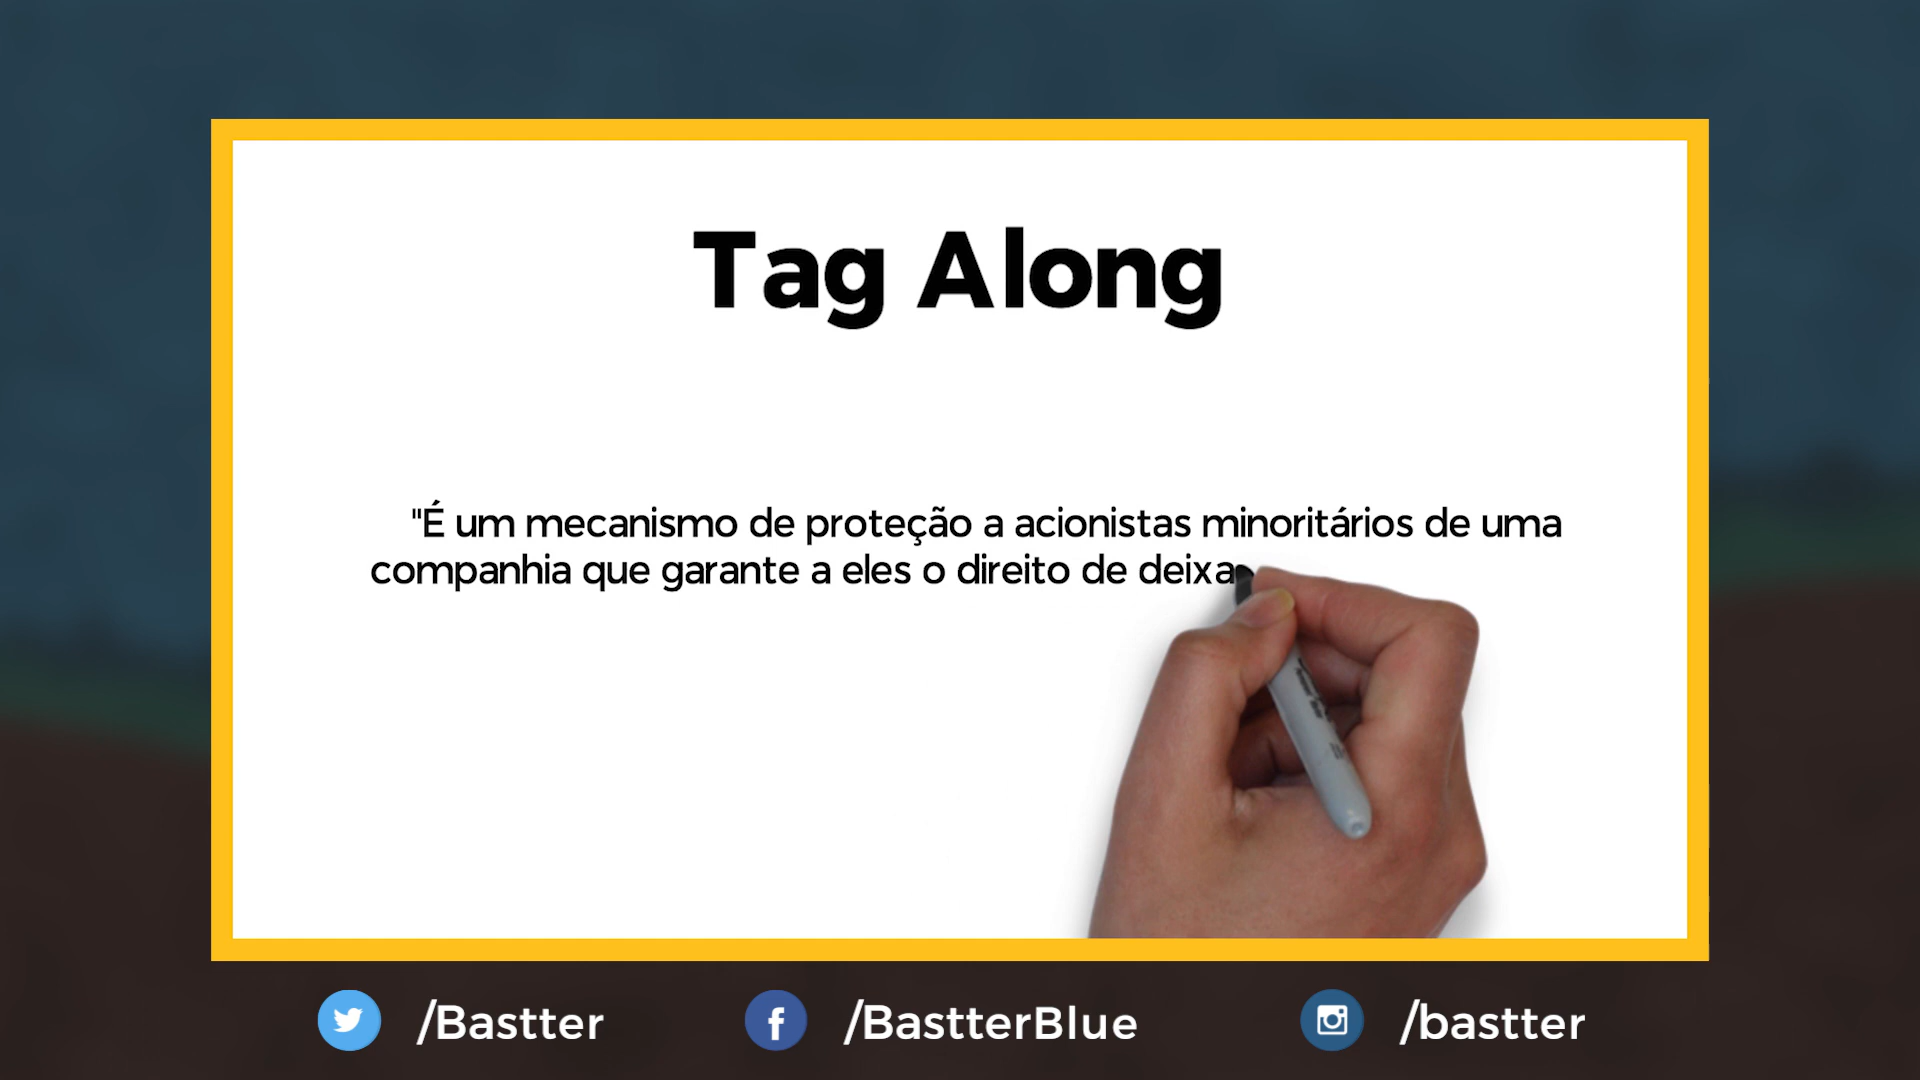 Tag Along
"É um mecanismo de proteção a acionistas minoritários de uma
companhia que garante a eles o direito de deixa
/Bastter
/BastterBlue
/bastter